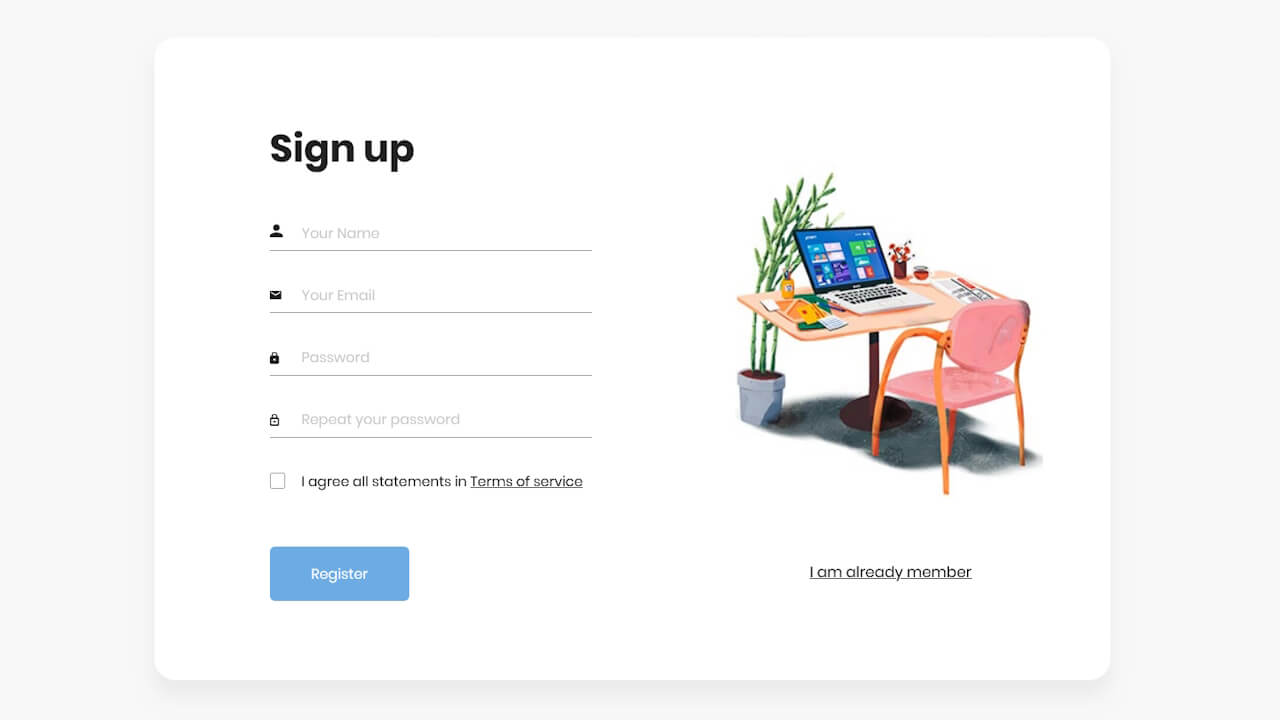 Sign up
Your Name
Your Email
Password
Repeat your password
I agree all statements in Terms of service
Register
I am already member